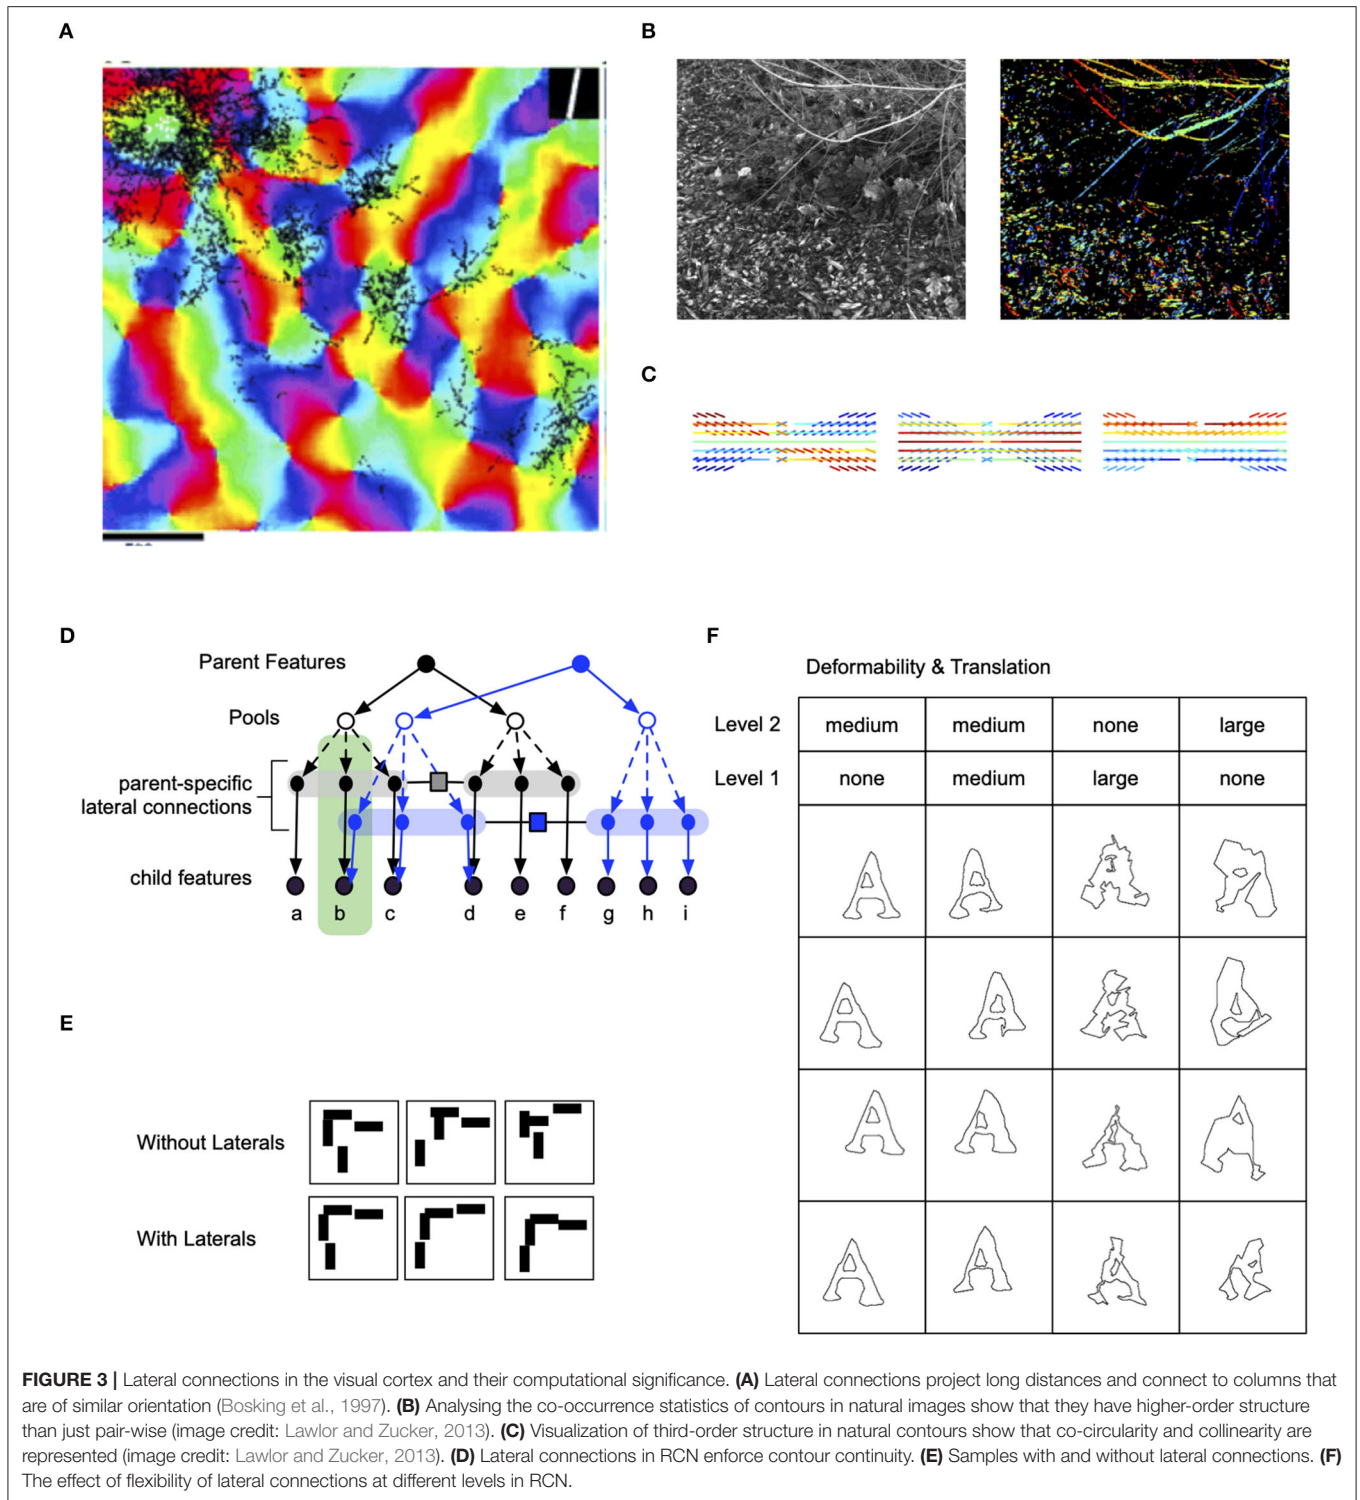 A
B
C
D
Parent Features
Pools
parent-specific
lateral connections
child features
a b c d e f g h i
E
Without Laterals
With Laterals
F
Deformability & Translation
Level 2 medium medium none large
Level 1 none medium large none
FIGURE 3 | Lateral connections in the visual cortex and their computational significance. (A) Lateral connections project long distances and connect to columns that
are of similar orientation (Bosking et al., 1997). (B) Analysing the co-occurrence statistics of contours in natural images show that they have higher-order structure
than just pair-wise (image credit: Lawlor and Zucker, 2013). (C) Visualization of third-order structure in natural contours show that co-circularity and collinearity are
represented (image credit: Lawlor and Zucker, 2013). (D) Lateral connections in RCN enforce contour continuity. (E) Samples with and without lateral connections. (F)
The effect of flexibility of lateral connections at different levels in RCN.